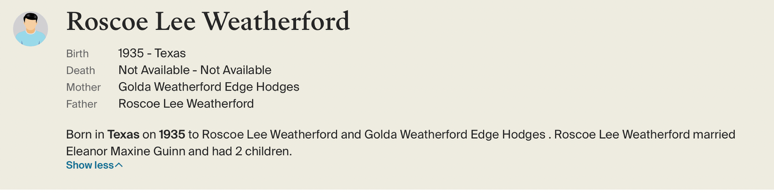 Roscoe Lee Weatherford
Birth 1935 - Texas
Death Not Available - Not Available
Mother Golda Weatherford Edge Hodges
Father Roscoe Lee Weatherford
Born in Texas on 1935 to Roscoe Lee Weatherford and Golda Weatherford Edge Hodges . Roscoe Lee Weatherford married
Eleanor Maxine Guinn and had 2 children.
Show less